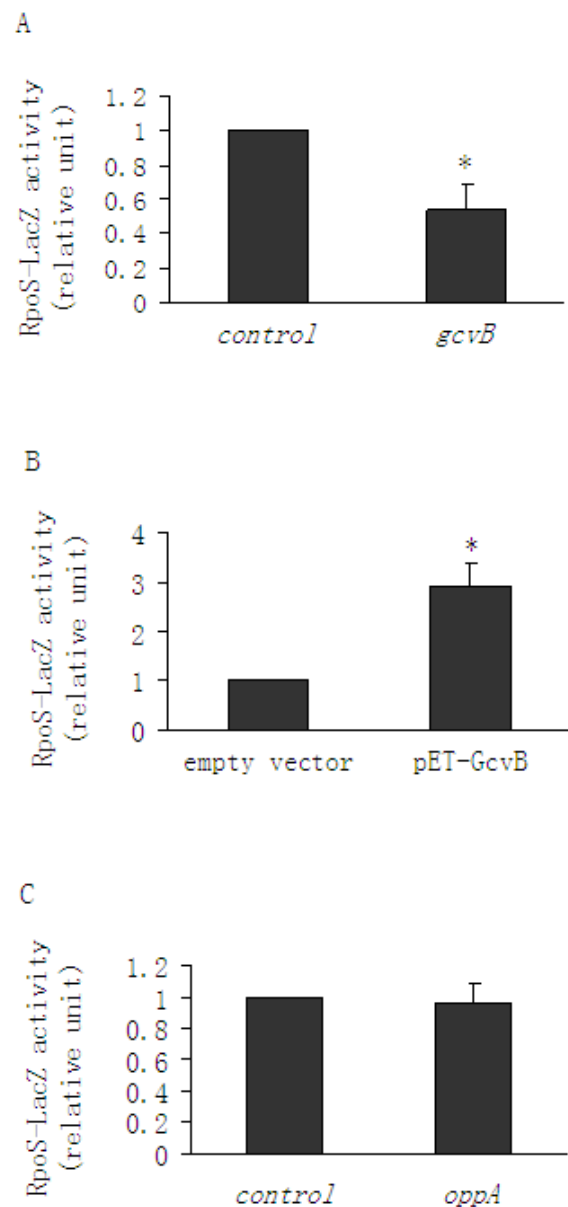 A
RpoS-LacZ activity
(relative unit)
1.2
1
0.8
0.6
0.4
0.2
0
*
control
gcvB
B
RpoS-LacZ activity
(relative unit)
4
3
2
1
0
*
empty vector
pET-GcvB
C
RpoS-LacZ activity
(relative unit)
1.2
1
0.8
0.6
0.4
0.2
0
control
oppA